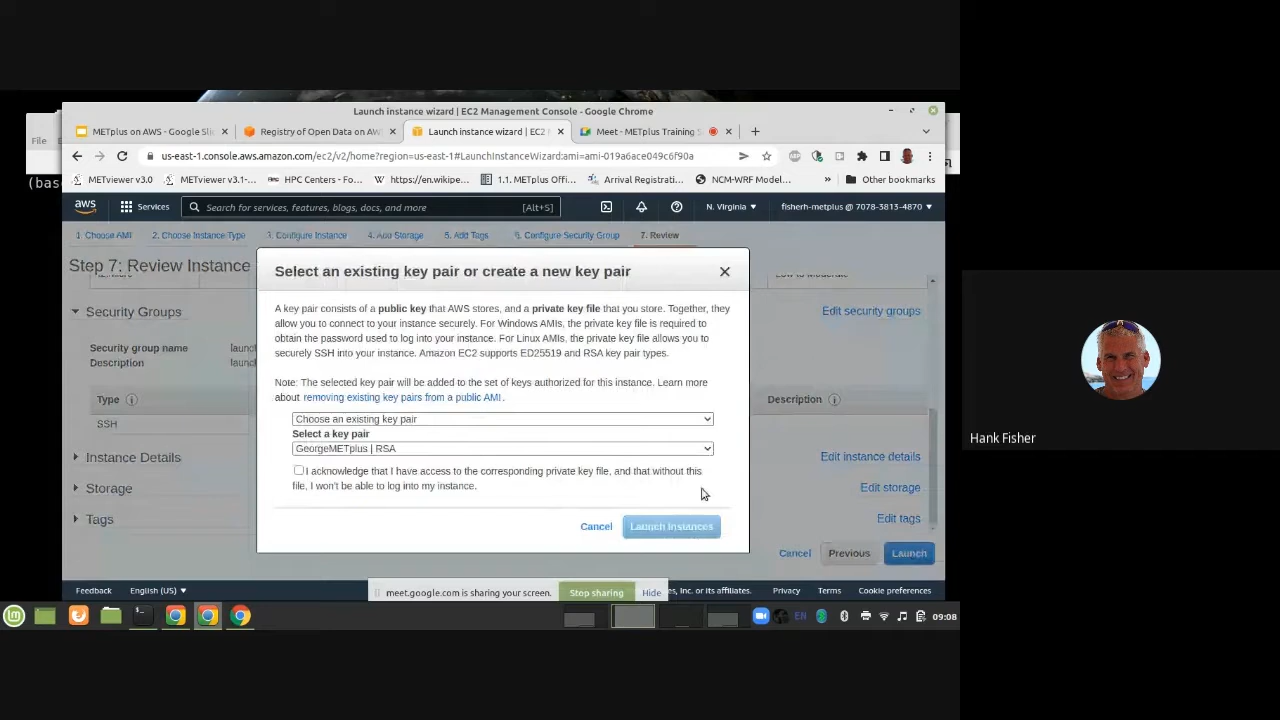 Launch instance wizard | EC2 Management Console - Google Chrome
File
METplus on AWS - Google Slid
Registry of Open Data on AW
Launch instance wizard | EC2
Meet - METplus Training S
us-east-1.console.aws.amazon.com/ec2/v2/home?region=us-east-1#LaunchInstanceWizard:ami=ami-019a6ace049c6f90a
(bas
METviewer v3.0
METviewer v3.1-...
HPC Centers - Fo...
https://en.wikipe...
1.1. METplus Offi...
Arrival Registrati...
NCM-WRF Model...
»
Other bookmarks
aws
Services
Search for services, features, blogs, docs, and more
[Alt+S]
N. Virginia
fisherh-metplus @ 7078-3813-4870
1. Choose AMI
2. Choose Instance Type
3. Configure Instance
4. Add Storage
5. Add Tags
6. Configure Security Group
7. Review
Step 7: Review Instance
Select an existing key pair or create a new key pair
A key pair consists of a public key that AWS stores, and a private key file that you store. Together, they
allow you to connect to your instance securely. For Windows AMIs, the private key file is required to
obtain the password used to log into your instance. For Linux AMIs, the private key file allows you to
securely SSH into your instance. Amazon EC2 supports ED25519 and RSA key pair types.
Note: The selected key pair will be added to the set of keys authorized for this instance. Learn more
about removing existing key pairs from a public AMI.
Choose an existing key pair
Select a key pair
GeorgeMETplus | RSA
I acknowledge that I have access to the corresponding private key file, and that without this
file, I won't be able to log into my instance.
Cancel
Launch Instances
Security Groups
Edit security groups
Security group name
launc
Description
launc
Type
Description
SSH
Instance Details
Edit instance details
Storage
Edit storage
Tags
Edit tags
Cancel
Previous
Launch
Feedback
English (US)
meet.google.com is sharing your screen.
Stop sharing
Hide
es, Inc. or its affiliates.
Privacy
Terms
Cookie preferences
EN
09:08
Hank Fisher